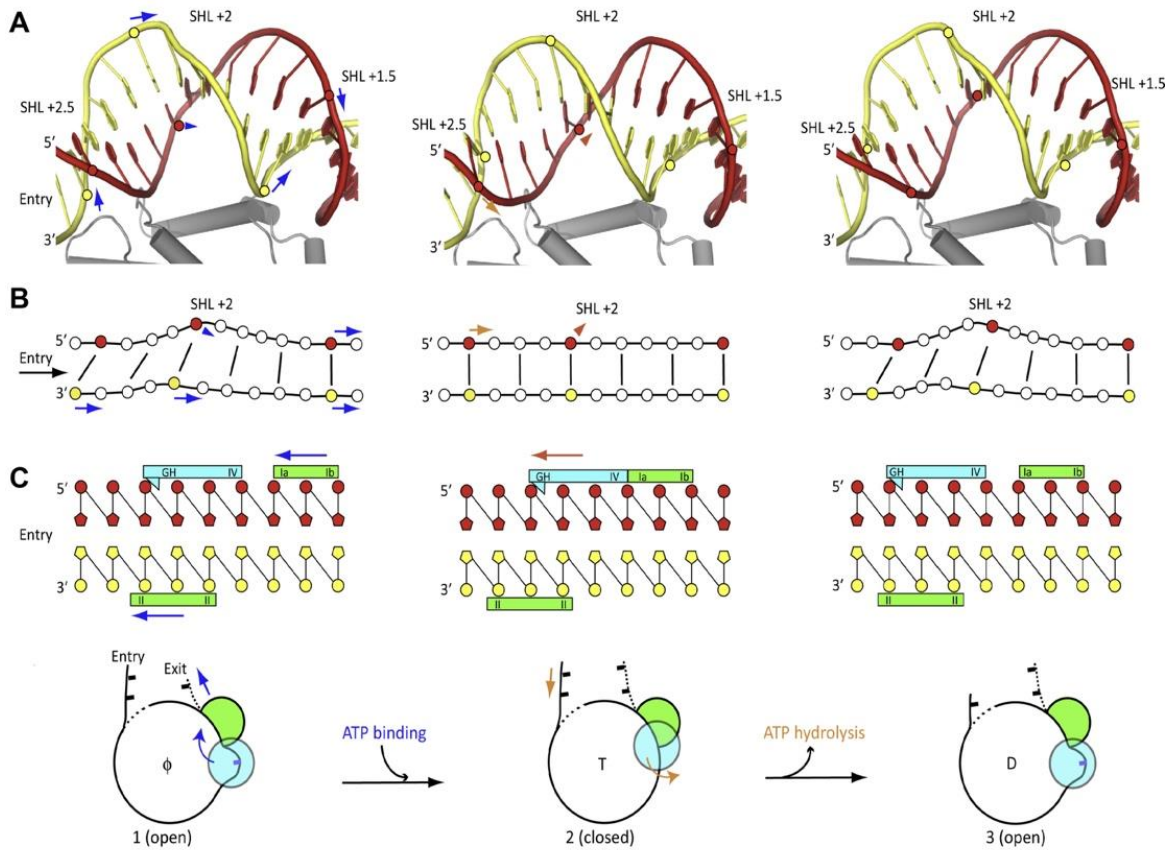 A
SHL +2
SHL +2.5
SHL +1.5
5′
Entry
3′
SHL +2
SHL +2.5
SHL +1.5
5′
3′
SHL +2
SHL +2.5
SHL +1.5
5′
3′
B
SHL +2
5′
Entry
3′
5′
3′
SHL +2
5′
3′
C
GH IV Ia Ib
5′
Entry
3′
II II
GH IV Ia Ib
5′
3′
II II
GH IV Ia Ib
5′
3′
II II
Entry
Exit
ϕ
1 (open)
ATP binding
T
2 (closed)
ATP hydrolysis
D
3 (open)